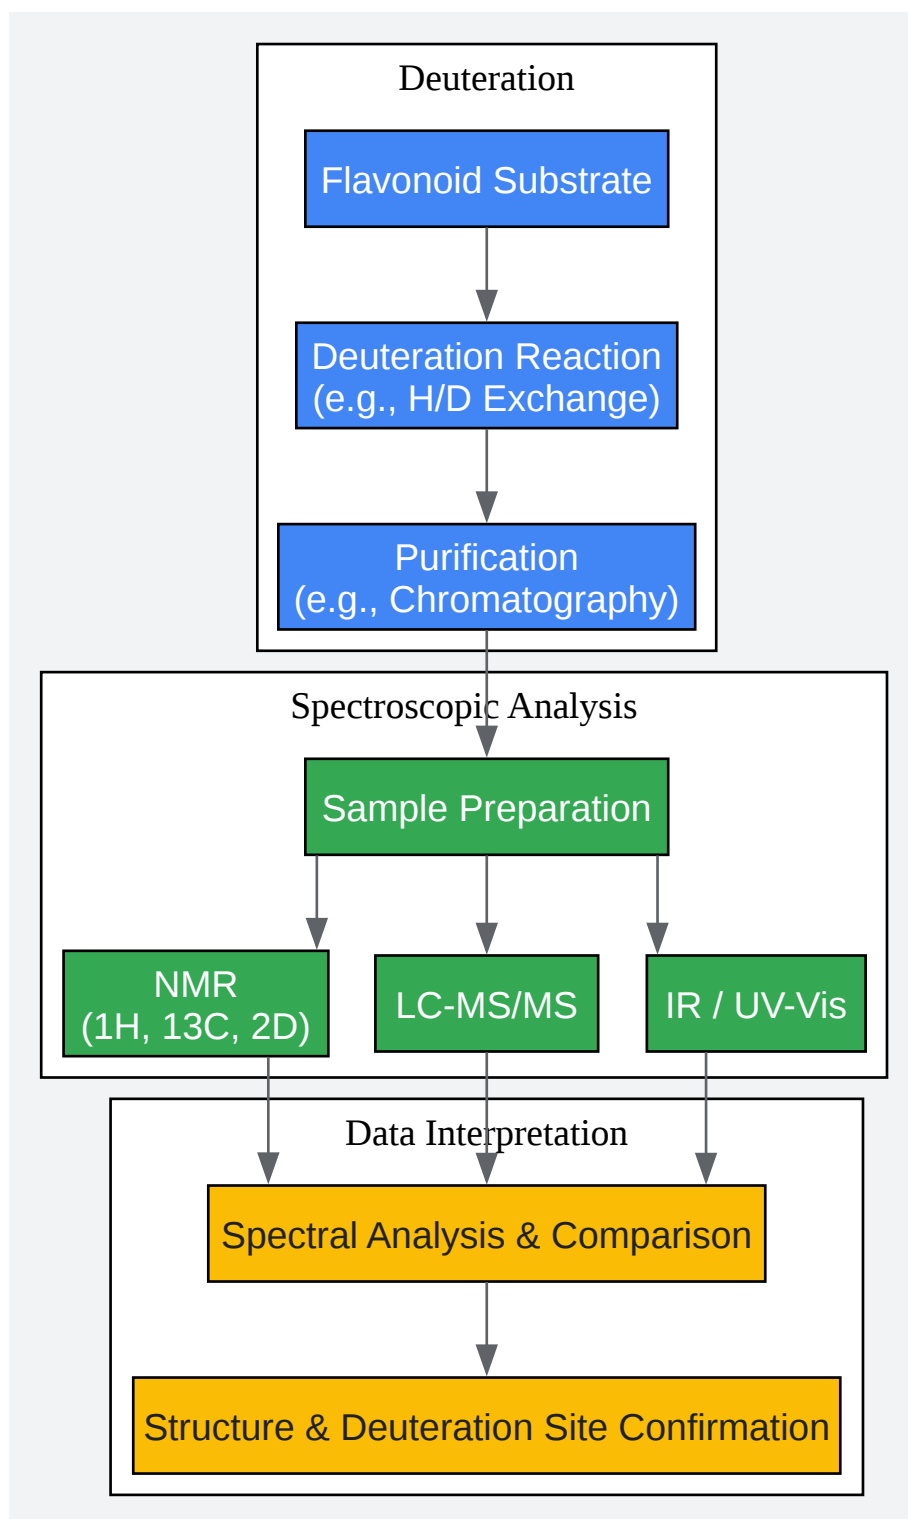 Deuteration
Flavonoid Substrate
Deuteration Reaction
(e.g., H/D Exchange)
Purification
(e.g., Chromatography)
Spectroscopic Analysis
Sample Preparation
NMR
(1H, 13C, 2D)
LC-MS/MS
IR / UV-Vis
Data Interpretation
Spectral Analysis & Comparison
Structure & Deuteration Site Confirmation